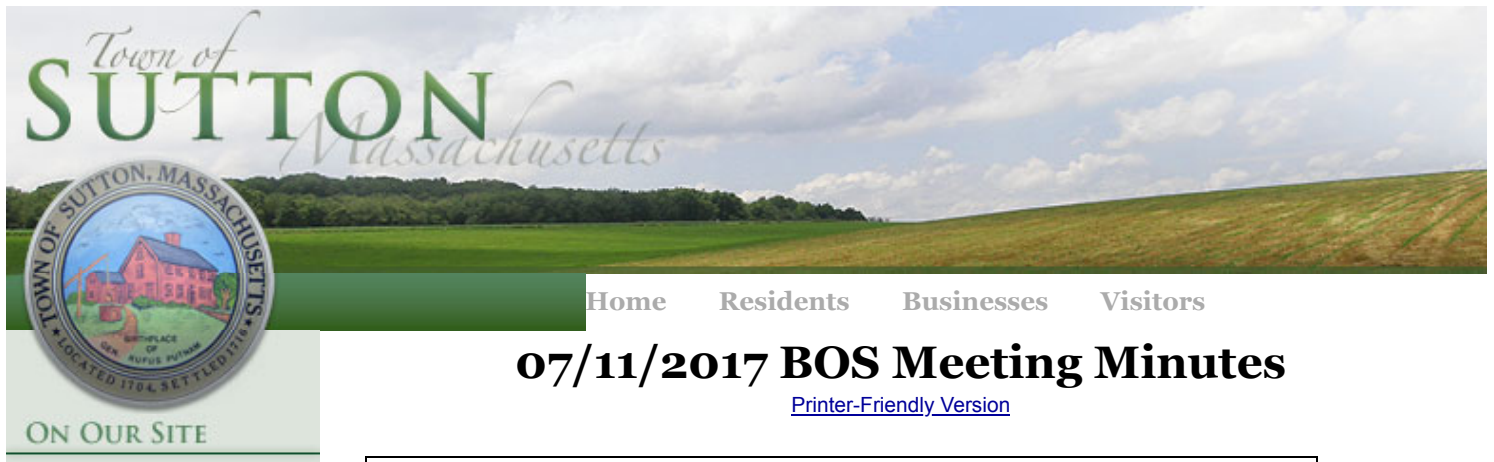 Town of
SUTTON
Massachusetts
TOWN OF SUTTON, MASSACHUSETTS
BIRTHPLACE
OF
GEN. RUFUS PUTNAM
LOCATED 1704, SETTLED 1716
Home Residents Businesses Visitors
07/11/2017 BOS Meeting Minutes
Printer-Friendly Version
ON OUR SITE